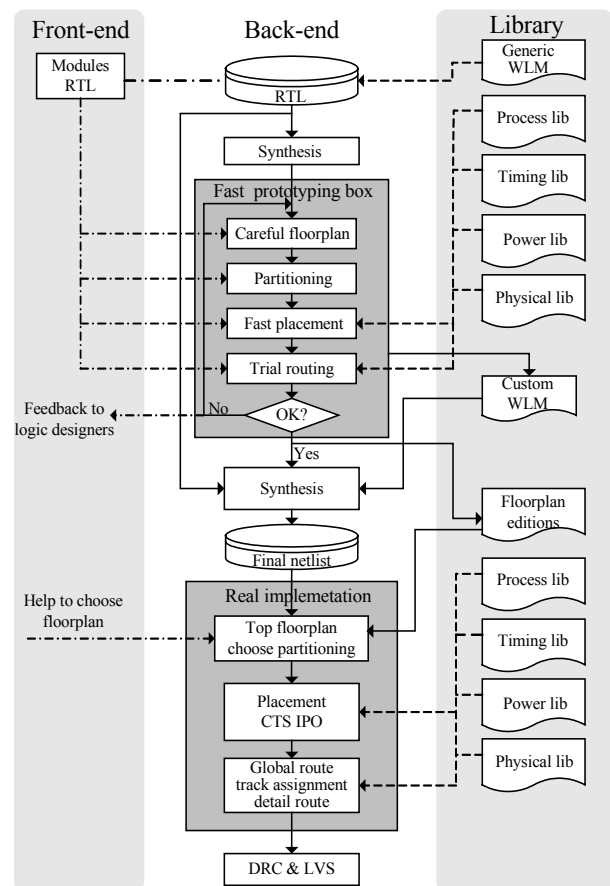 Front-end
Back-end
Library
Modules
RTL
RTL
Generic
WLM
Process lib
Synthesis
Timing lib
Fast prototyping box
Careful floorplan
Power lib
Partitioning
Physical lib
Fast placement
Trial routing
Custom
WLM
Feedback to
logic designers
No
OK?
Yes
Synthesis
Floorplan
editions
Final netlist
Process lib
Real implemetation
Help to choose
floorplan
Top floorplan
choose partitioning
Timing lib
Placement
CTS IPO
Power lib
Physical lib
Global route
track assignment
detail route
DRC & LVS